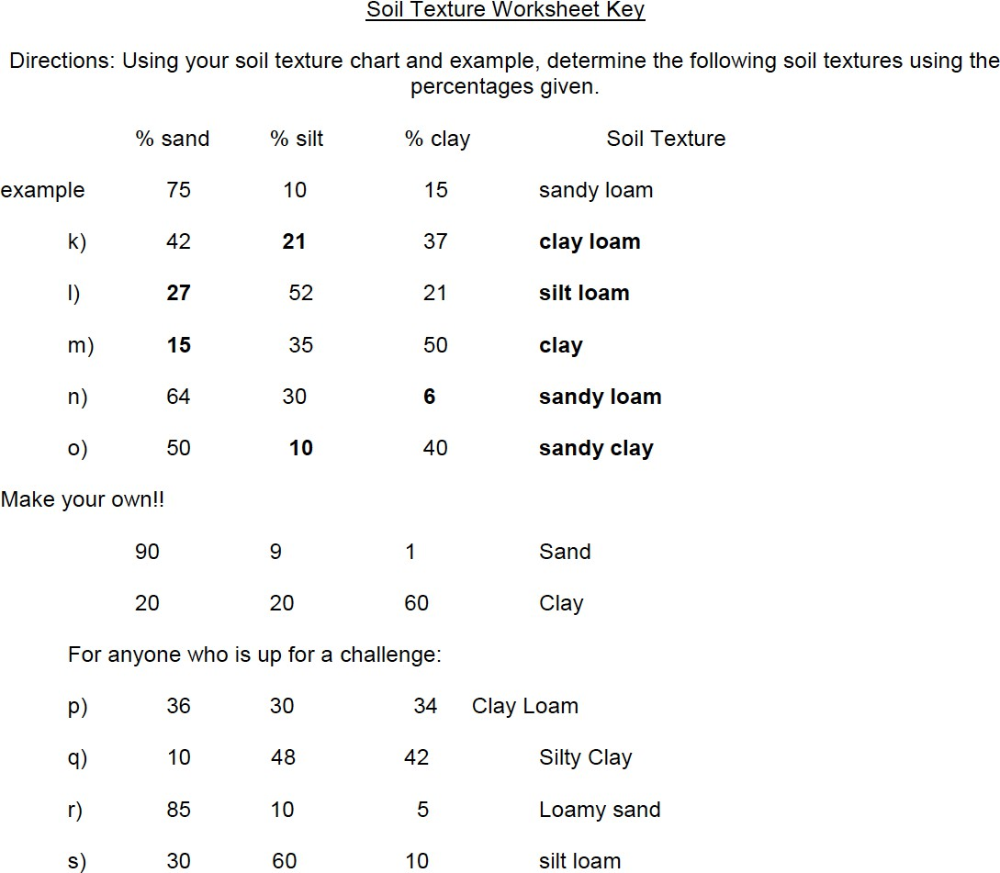 Soil Texture Worksheet Key
Directions: Using your soil texture chart and example, determine the following soil textures using the
percentages given.
% sand % silt % clay Soil Texture
example 75 10 15 sandy loam
k) 42 21 37 clay loam
l) 27 52 21 silt loam
m) 15 35 50 clay
n) 64 30 6 sandy loam
o) 50 10 40 sandy clay
Make your own!!
90 9 1 Sand
20 20 60 Clay
For anyone who is up for a challenge:
p) 36 30 34 Clay Loam
q) 10 48 42 Silty Clay
r) 85 10 5 Loamy sand
s) 30 60 10 silt loam